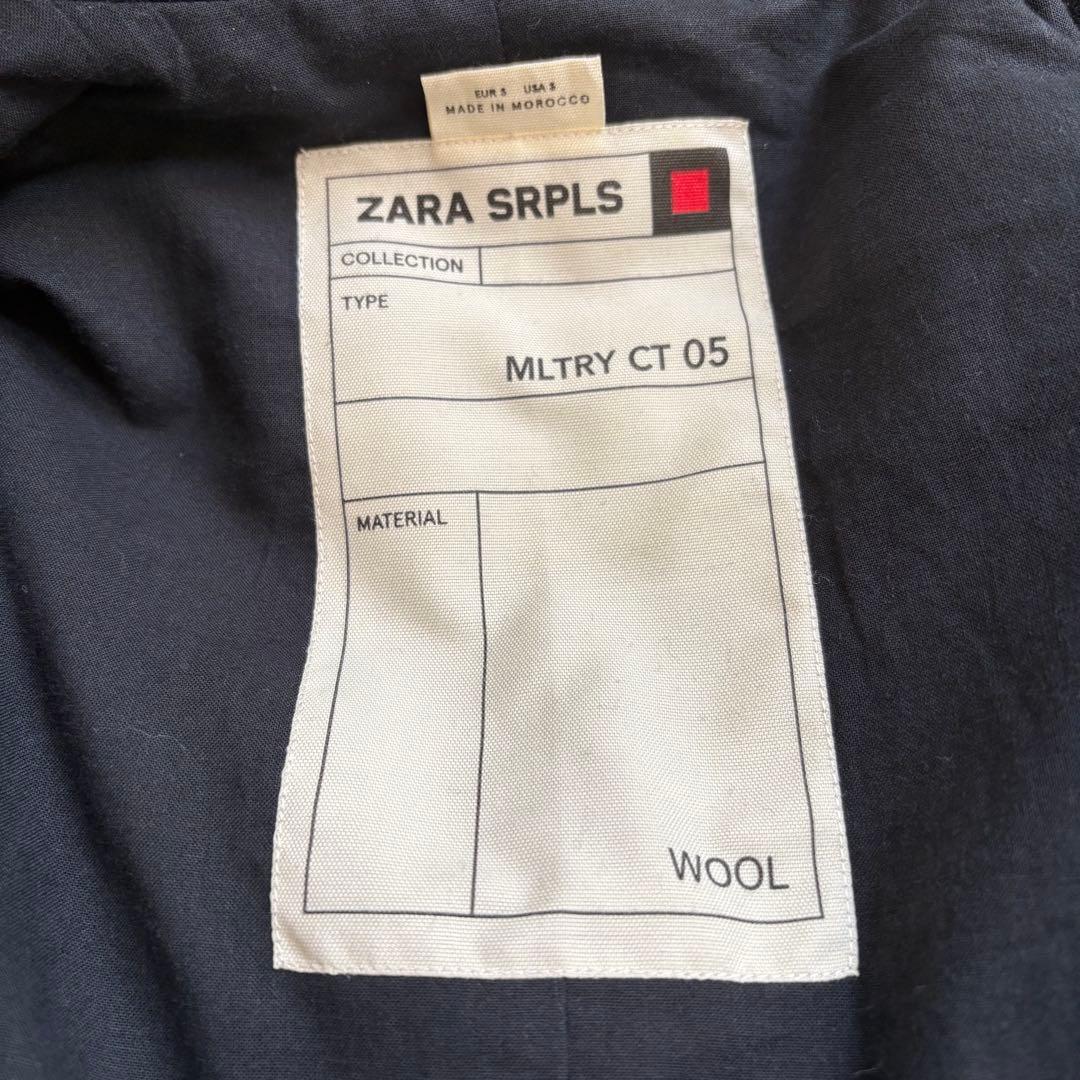 EUR S USA S
MADE IN MOROCCO
ZARA SRPLS
COLLECTION
TYPE
MLTRY CT 05
MATERIAL
WOOL